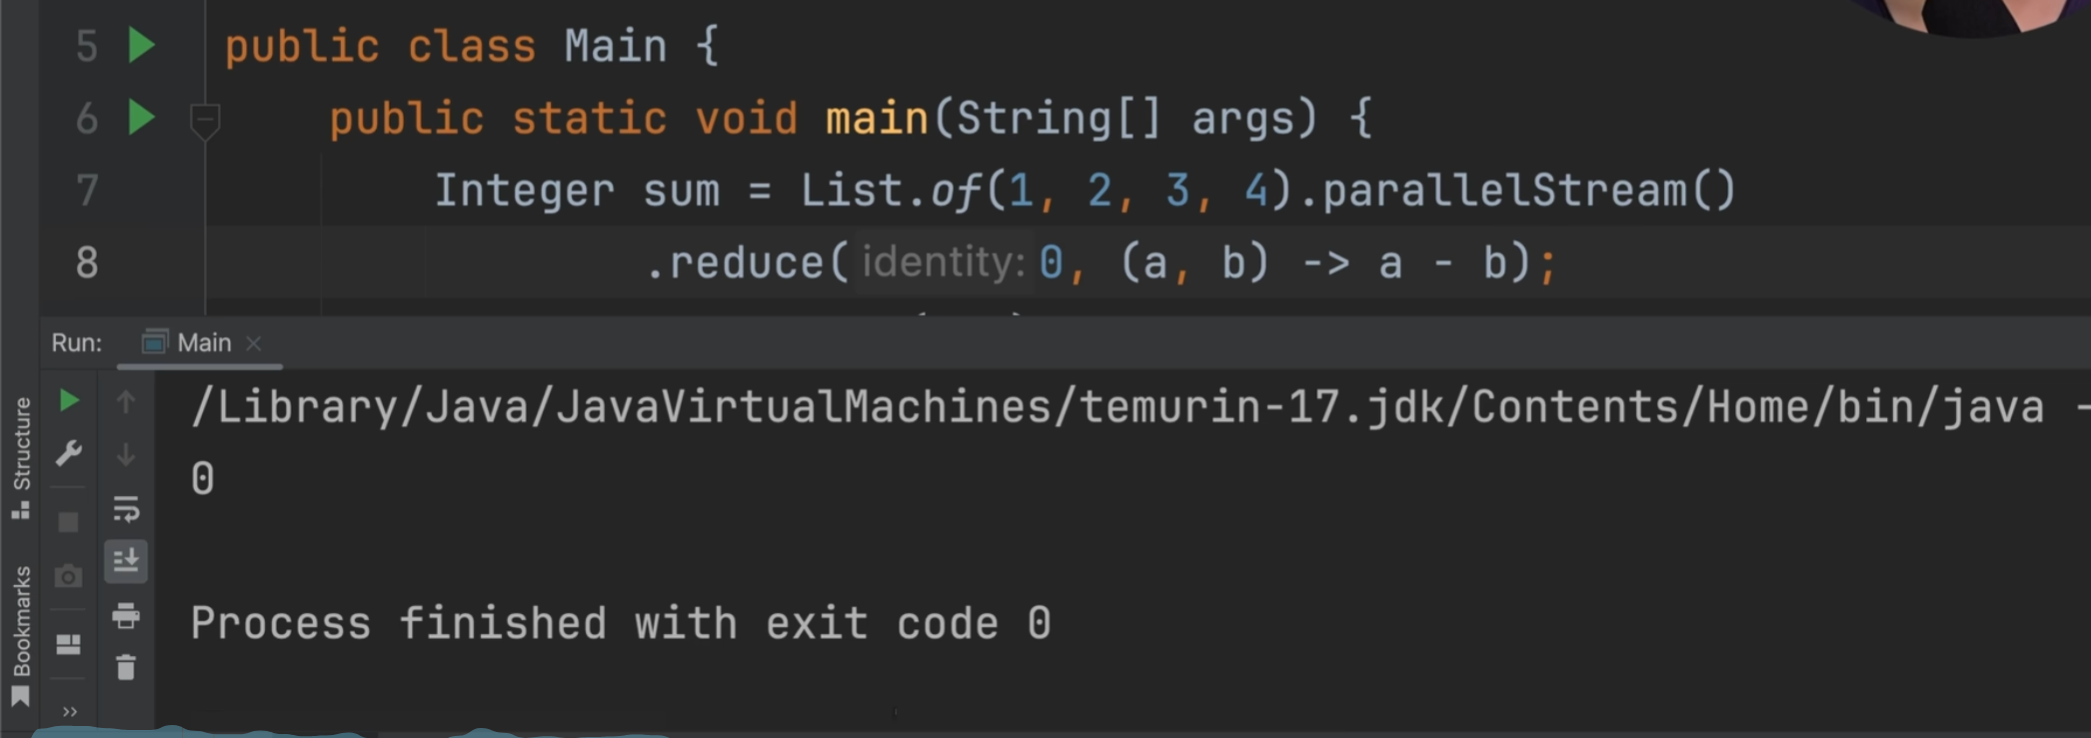 5 public class Main {
6 public static void main(String[] args) {
7 Integer sum = List.of(1, 2, 3, 4).parallelStream()
8 .reduce( identity: 0, (a, b) -> a - b);
Run: Main
/Library/Java/JavaVirtualMachines/temurin-17.jdk/Contents/Home/bin/java -
0
Process finished with exit code 0
Structure
Bookmarks